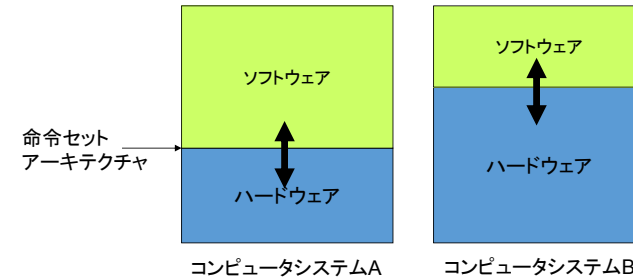 ソフトウェア
ソフトウェア
命令セット
アーキテクチャ
ハードウェア
ハードウェア
コンピュータシステムA
コンピュータシステムB